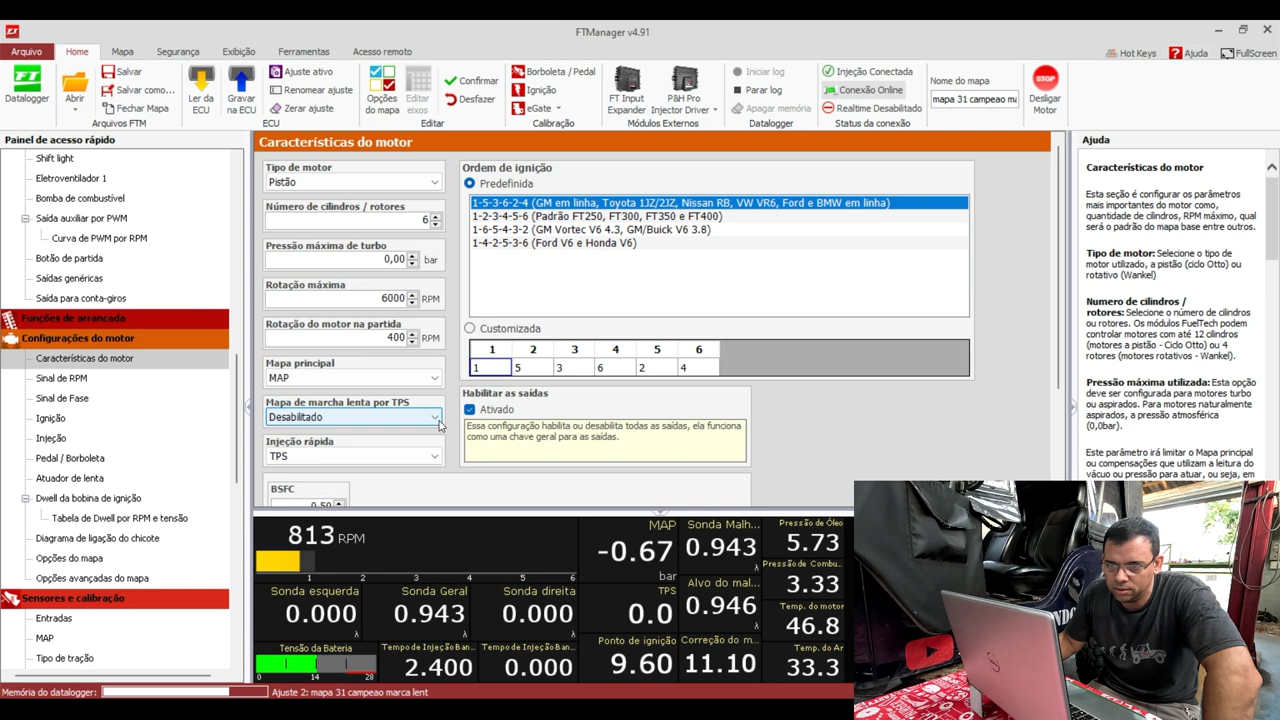 FTManager v4.91
Arquivo Home Mapa Segurança Exibição Ferramentas Acesso remoto
Hot Keys Ajuda FullScreen
FT
Datalogger
Abrir
Salvar
Salvar como...
Fechar Mapa
Arquivos FTM
Ler da ECU
Gravar na ECU
Ajuste ativo
Renomear ajuste
Zerar ajuste
ECU
Opções do mapa
Editar eixos
Confirmar
Desfazer
Editar
Borboleta / Pedal
Ignição
eGate
Calibração
FT Input Expander
P&H Pro Injector Driver
Módulos Externos
Iniciar log
Parar log
Apagar memória
Datalogger
Injeção Conectada
Conexão Online
Realtime Desabilitado
Status da conexão
Nome do mapa
mapa 31 campeao ma
STOP
Desligar Motor
Painel de acesso rápido
Shift light
Eletroventilador 1
Bomba de combustível
Saída auxiliar por PWM
Curva de PWM por RPM
Botão de partida
Saídas genéricas
Saída para conta-giros
Funções de arrancada
Configurações do motor
Características do motor
Sinal de RPM
Sinal de Fase
Ignição
Injeção
Pedal / Borboleta
Atuador de lenta
Dwell da bobina de ignição
Tabela de Dwell por RPM e tensão
Diagrama de ligação do chicote
Opções do mapa
Opções avançadas do mapa
Sensores e calibração
Entradas
MAP
Tipo de tração
Características do motor
Tipo de motor
Pistão
Número de cilindros / rotores
6
Pressão máxima de turbo
0,00 bar
Rotação máxima
6000 RPM
Rotação do motor na partida
400 RPM
Mapa principal
MAP
Mapa de marcha lenta por TPS
Desabilitado
Injeção rápida
TPS
BSFC
0,50
Ordem de ignição
Predefinida
1-5-3-6-2-4 (GM em linha, Toyota 1JZ/2JZ, Nissan RB, VW VR6, Ford e BMW em linha)
1-2-3-4-5-6 (Padrão FT250, FT300, FT350 e FT400)
1-6-5-4-3-2 (GM Vortec V6 4.3, GM/Buick V6 3.8)
1-4-2-5-3-6 (Ford V6 e Honda V6)
Customizada
1 2 3 4 5 6
1 5 3 6 2 4
Habilitar as saídas
Ativado
Essa configuração habilita ou desabilita todas as saídas, ela funciona
como uma chave geral para as saídas.
Ajuda
Características do motor
Esta seção é configurar os parâmetros
mais importantes do motor como,
quantidade de cilindros, RPM máximo, qual
será o padrão do mapa base entre outros.
Tipo de motor: Selecione o tipo de
motor utilizado, a pistão (ciclo Otto) ou
rotativo (Wankel)
Numero de cilindros /
rotores: Selecione o número de cilindros
ou rotores. Os módulos FuelTech podem
controlar motores com até 12 cilindros
(motores a pistão - Ciclo Otto) ou 4
rotores (motores rotativos - Wankel).
Pressão máxima utilizada: Esta opção
deve ser configurada para motores turbo
ou aspirados. Para motores naturalmente
aspirados, a pressão atmosférica
(0,0bar).
Este parâmetro irá limitar o Mapa principal
ou compensações que utilizam a leitura do
vácuo ou pressão para atuar, ou seja, em
813 RPM
1 2 3 4 5 6
Sonda esquerda
0.000 λ
Sonda Geral
0.943 λ
Sonda direita
0.000 λ
Tensão da Bateria
0 14 28
Tempo de Injeção Ban...
2.400
Tempo de Injeção Ban...
0.000
MAP
-0.67
bar
TPS
0.0
Ponto de ignição
9.60
Sonda Malh...
0.943
λ
Alvo do mal...
0.946
λ
Correção do m...
11.10
Pressão de Óleo
5.73
Pressão de Combu...
3.33
Temp. do motor
46.8
Temp. do Ar
33.3
Memória do datalogger:
Ajuste 2: mapa 31 campeao marca lent
DELL